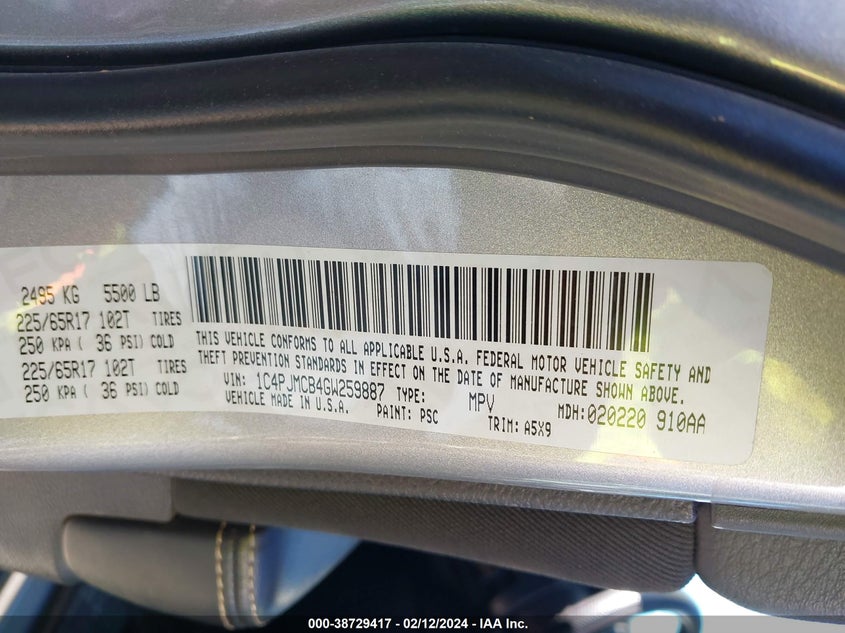 2495 KG 5500 LB
225/65R17 102T TIRES
250 KPA ( 36 PSI) COLD
225/65R17 102T TIRES
250 KPA ( 36 PSI) COLD
THIS VEHICLE CONFORMS TO ALL APPLICABLE U.S.A. FEDERAL MOTOR VEHICLE SAFETY AND
THEFT PREVENTION STANDARDS IN EFFECT ON THE DATE OF MANUFACTURE SHOWN ABOVE.
VIN: 1C4PJMCB4GW259887 TYPE: MPV MDH:020220 910AA
VEHICLE MADE IN U.S.A. PAINT: PSC TRIM: A5X9
000-38729417 - 02/12/2024 - IAA Inc.